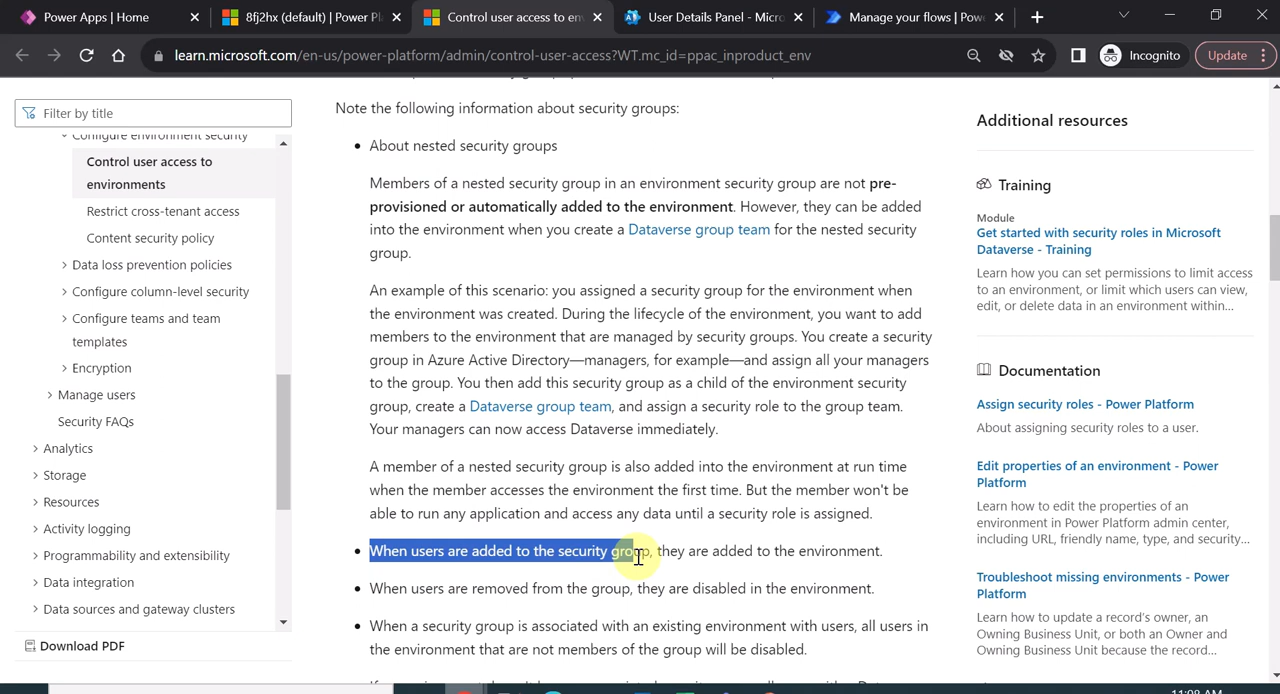 Power Apps | Home
8fj2hx (default) | Power Pl
Control user access to en
User Details Panel - Micro
Manage your flows | Pow
learn.microsoft.com/en-us/power-platform/admin/control-user-access?WT.mc_id=ppac_inproduct_env
Incognito
Update
Filter by title
Configure environment security
Control user access to
environments
Restrict cross-tenant access
Content security policy
Data loss prevention policies
Configure column-level security
Configure teams and team
templates
Encryption
Manage users
Security FAQs
Analytics
Storage
Resources
Activity logging
Programmability and extensibility
Data integration
Data sources and gateway clusters
Download PDF
Note the following information about security groups:
• About nested security groups
Members of a nested security group in an environment security group are not pre-
provisioned or automatically added to the environment. However, they can be added
into the environment when you create a Dataverse group team for the nested security
group.
An example of this scenario: you assigned a security group for the environment when
the environment was created. During the lifecycle of the environment, you want to add
members to the environment that are managed by security groups. You create a security
group in Azure Active Directory—managers, for example—and assign all your managers
to the group. You then add this security group as a child of the environment security
group, create a Dataverse group team, and assign a security role to the group team.
Your managers can now access Dataverse immediately.
A member of a nested security group is also added into the environment at run time
when the member accesses the environment the first time. But the member won't be
able to run any application and access any data until a security role is assigned.
• When users are added to the security group, they are added to the environment.
• When users are removed from the group, they are disabled in the environment.
• When a security group is associated with an existing environment with users, all users in
the environment that are not members of the group will be disabled.
Additional resources
Training
Module
Get started with security roles in Microsoft
Dataverse - Training
Learn how you can set permissions to limit access
to an environment, or limit which users can view,
edit, or delete data in an environment within...
Documentation
Assign security roles - Power Platform
About assigning security roles to a user.
Edit properties of an environment - Power
Platform
Learn how to edit the properties of an
environment in Power Platform admin center,
including URL, friendly name, type, and security...
Troubleshoot missing environments - Power
Platform
Learn how to update a record's owner, an
Owning Business Unit, or both an Owner and
Owning Business Unit because the record...